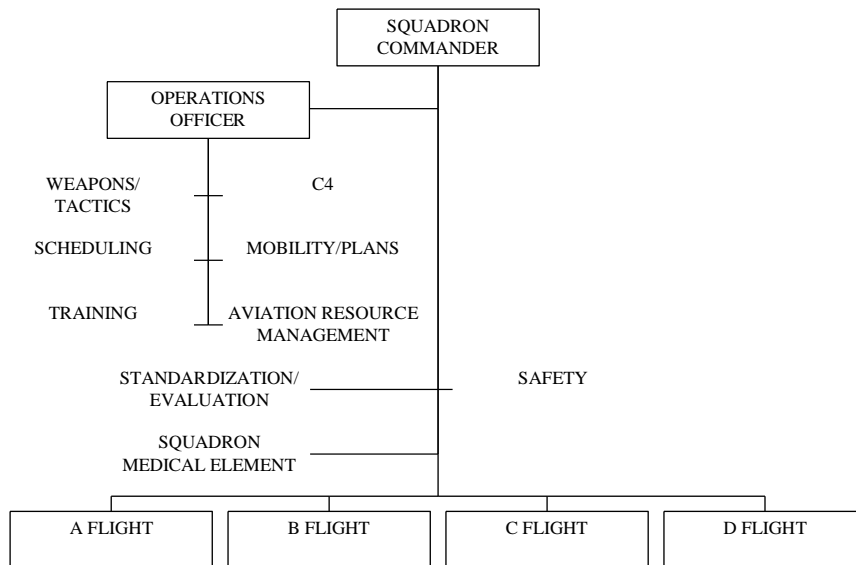 SQUADRON
COMMANDER
OPERATIONS
OFFICER
WEAPONS/
TACTICS
C4
SCHEDULING
MOBILITY/PLANS
TRAINING
AVIATION RESOURCE
MANAGEMENT
STANDARDIZATION/
EVALUATION
SAFETY
SQUADRON
MEDICAL ELEMENT
A FLIGHT
B FLIGHT
C FLIGHT
D FLIGHT